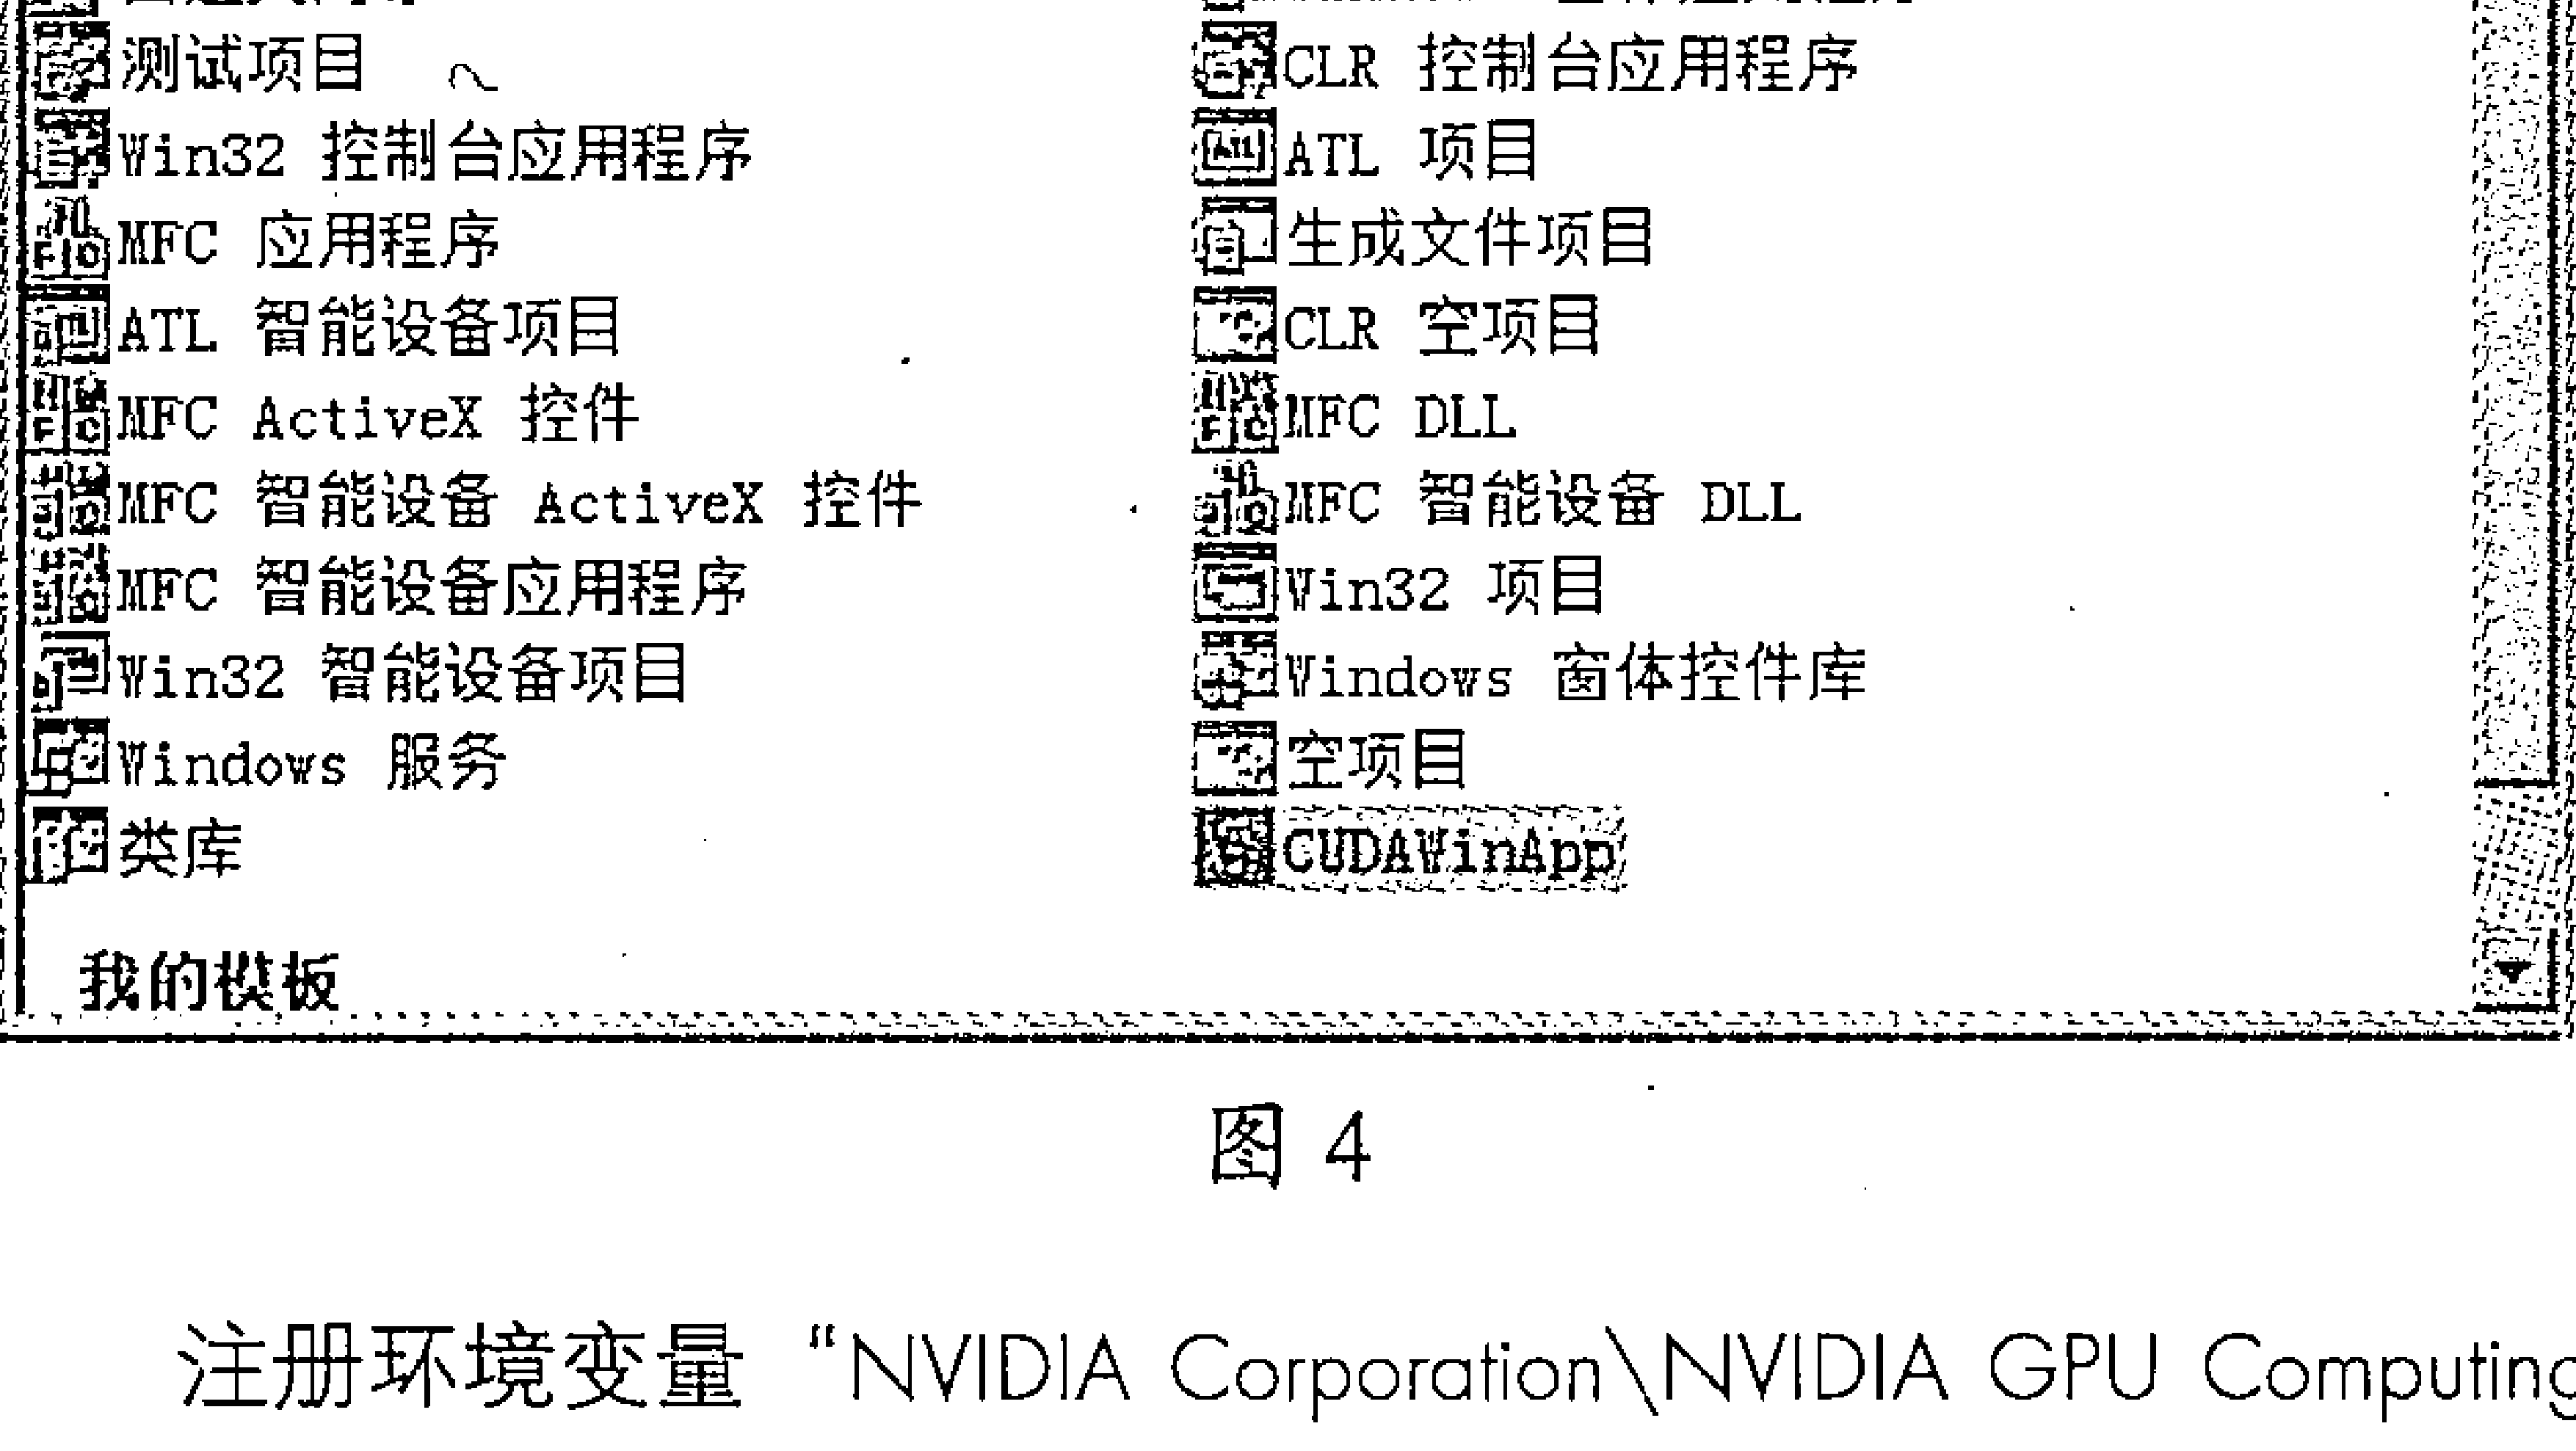 测试项目
CLR 控制台应用程序
Win32 控制台应用程序
ATL 项目
MFC 应用程序
生成文件项目
ATL 智能设备项目
CLR 空项目
MFC ActiveX 控件
MFC DLL
MFC 智能设备 ActiveX 控件
MFC 智能设备 DLL
MFC 智能设备应用程序
Win32 项目
Win32 智能设备项目
Windows 窗体控件库
Windows 服务
空项目
类库
CUDAWinApp
我的模板
图 4
注册环境变量 “NVIDIA Corporation\NVIDIA GPU Computing